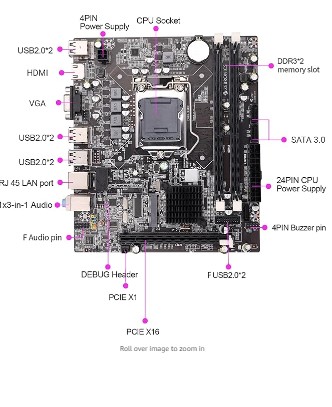 4PIN
Power Supply
CPU Socket
USB2.0*2
DDR3*2
memory slot
HDMI
VGA
USB2.0*2
SATA 3.0
USB2.0*2
RJ 45 LAN port
24PIN CPU
Power Supply
1x3-in-1 Audio
4PIN Buzzer pin
F Audio pin
DEBUG Header
FUSB2.0*2
PCIE X1
PCIE X16
Roll over image to zoom in